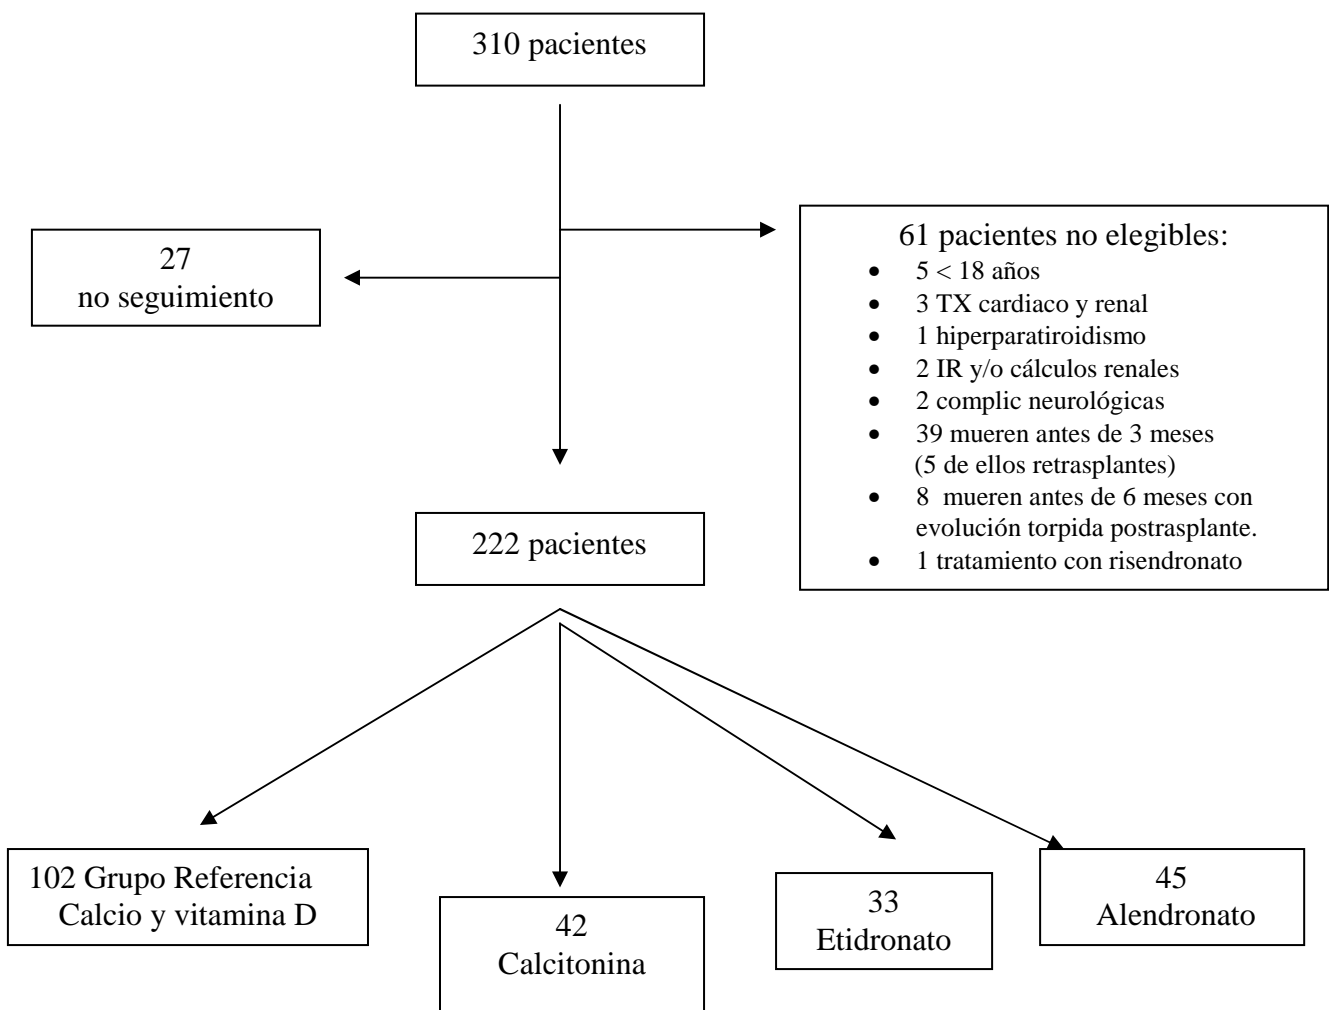 310 pacientes
27
no seguimiento
61 pacientes no elegibles:
• 5 < 18 años
• 3 TX cardiaco y renal
• 1 hiperparatiroidismo
• 2 IR y/o cálculos renales
• 2 complic neurológicas
• 39 mueren antes de 3 meses
(5 de ellos retrasplantes)
• 8 mueren antes de 6 meses con
evolución torpida postrasplante.
• 1 tratamiento con risendronato
222 pacientes
102 Grupo Referencia
Calcio y vitamina D
42
Calcitonina
33
Etidronato
45
Alendronato